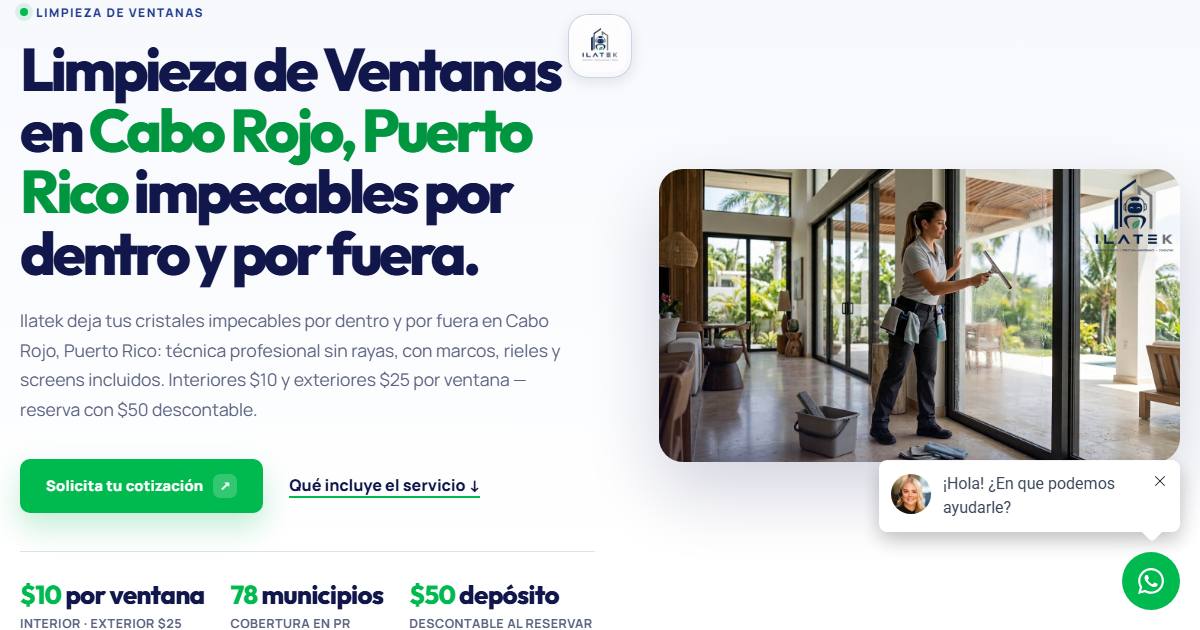 LIMPIEZA DE VENTANAS
ILATEK
Limpieza de Ventanas
en Cabo Rojo, Puerto
Rico impecables por
dentro y por fuera.
Ilatek deja tus cristales impecables por dentro y por fuera en Cabo
Rojo, Puerto Rico: técnica profesional sin rayas, con marcos, rieles y
screens incluidos. Interiores $10 y exteriores $25 por ventana —
reserva con $50 descontable.
Solicita tu cotización ↗
Qué incluye el servicio ↓
$10 por ventana
INTERIOR · EXTERIOR $25
78 municipios
COBERTURA EN PR
$50 depósito
DESCONTABLE AL RESERVAR
ILATEK
¡Hola! ¿En que podemos
ayudarle?